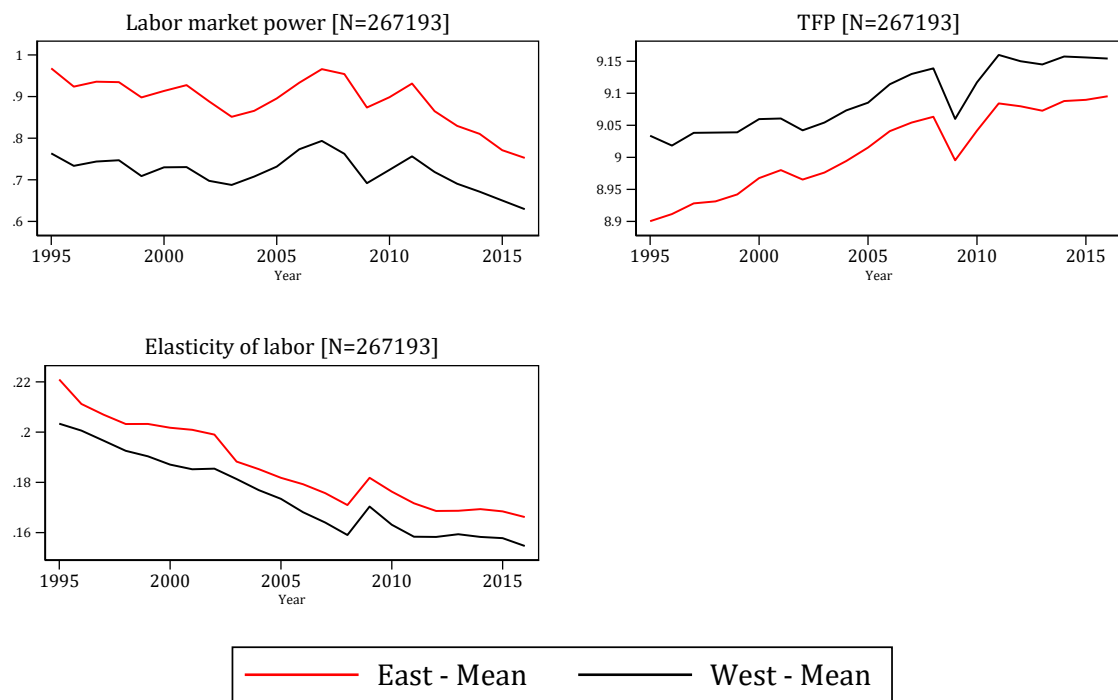 Labor market power [N=267193]
1
.9
.8
.7
.6
1995 2000 2005 2010 2015
Year
TFP [N=267193]
9.15
9.1
9.05
9
8.95
8.9
1995 2000 2005 2010 2015
Year
Elasticity of labor [N=267193]
.22
.2
.18
.16
1995 2000 2005 2010 2015
Year
East - Mean West - Mean